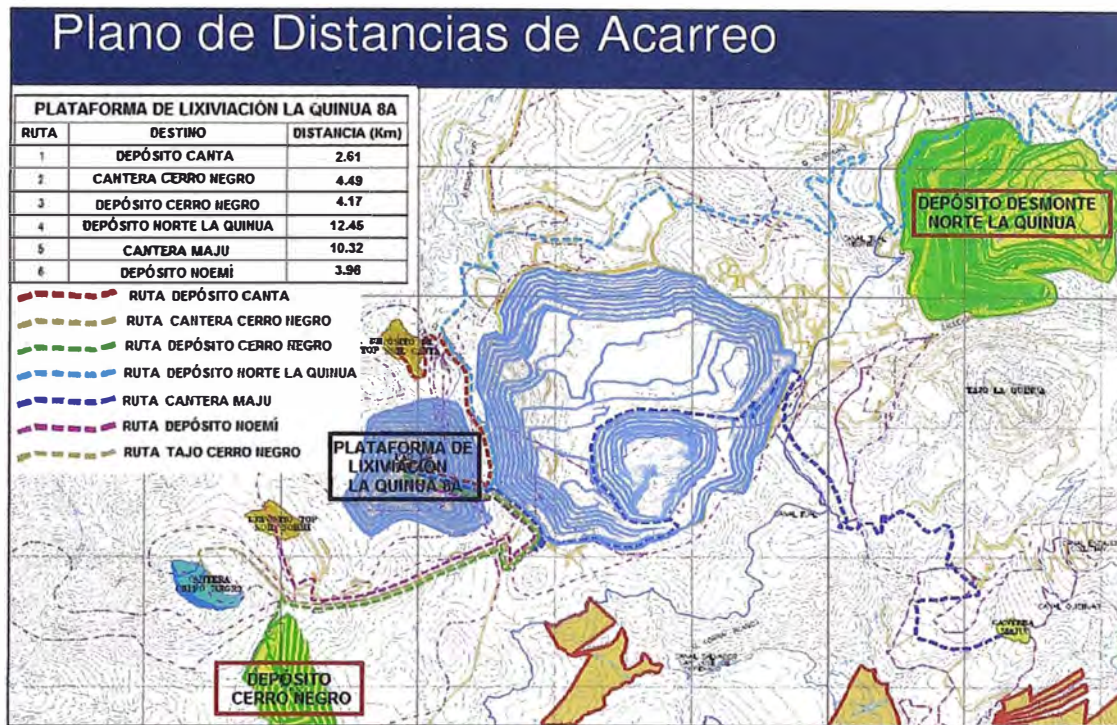 Plano de Distancias de Acarreo
PLATAFORMA DE LIXIVIACIÓN LA QUINUA 8A
RUTA DESTINO DISTANCIA (Km)
1 DEPÓSITO CANTA 2.61
2 CANTERA CERRO NEGRO 4.49
3 DEPÓSITO CERRO NEGRO 4.17
4 DEPÓSITO NORTE LA QUINUA 12.45
5 CANTERA MAJU 10.32
6 DEPÓSITO NOEMÍ 3.96
RUTA DEPÓSITO CANTA
RUTA CANTERA CERRO NEGRO
RUTA DEPÓSITO CERRO NEGRO
RUTA DEPÓSITO NORTE LA QUINUA
RUTA CANTERA MAJU
RUTA DEPÓSITO NOEMÍ
RUTA TAJO CERRO NEGRO
DEPÓSITO DESMONTE
NORTE LA QUINUA
TAJO LA QUINUA
PLATAFORMA DE
LIXIVIACIÓN
LA QUINUA 8A
CANTERA
MAJU
DEPÓSITO
CERRO NEGRO